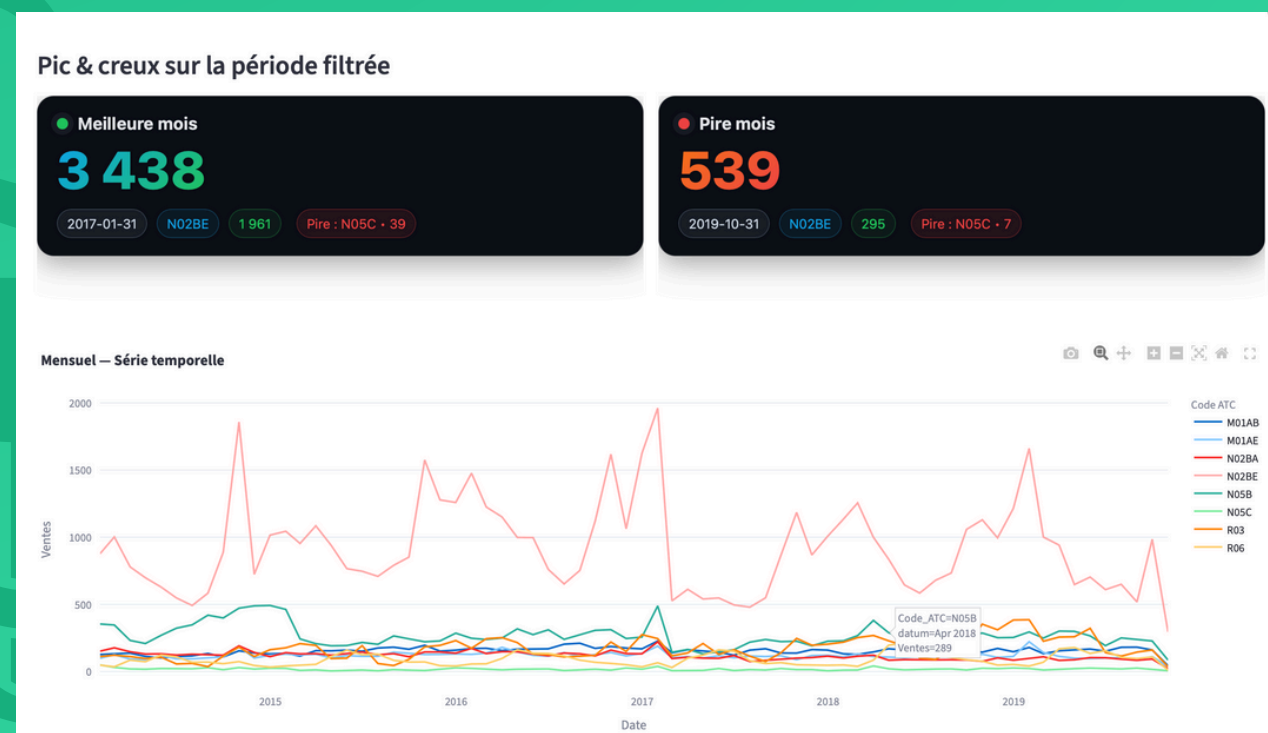 Pic & creux sur la période filtrée
Meilleure mois
3 438
2017-01-31 N02BE 1 961 Pire : N05C • 39
Pire mois
539
2019-10-31 N02BE 295 Pire : N05C • 7
Mensuel — Série temporelle
2000
1500
1000
500
0
Ventes
2015 2016 2017 2018 2019
Date
Code_ATC=N05B
datum=Apr 2018
Ventes=289
Code ATC
M01AB
M01AE
N02BA
N02BE
N05B
N05C
R03
R06